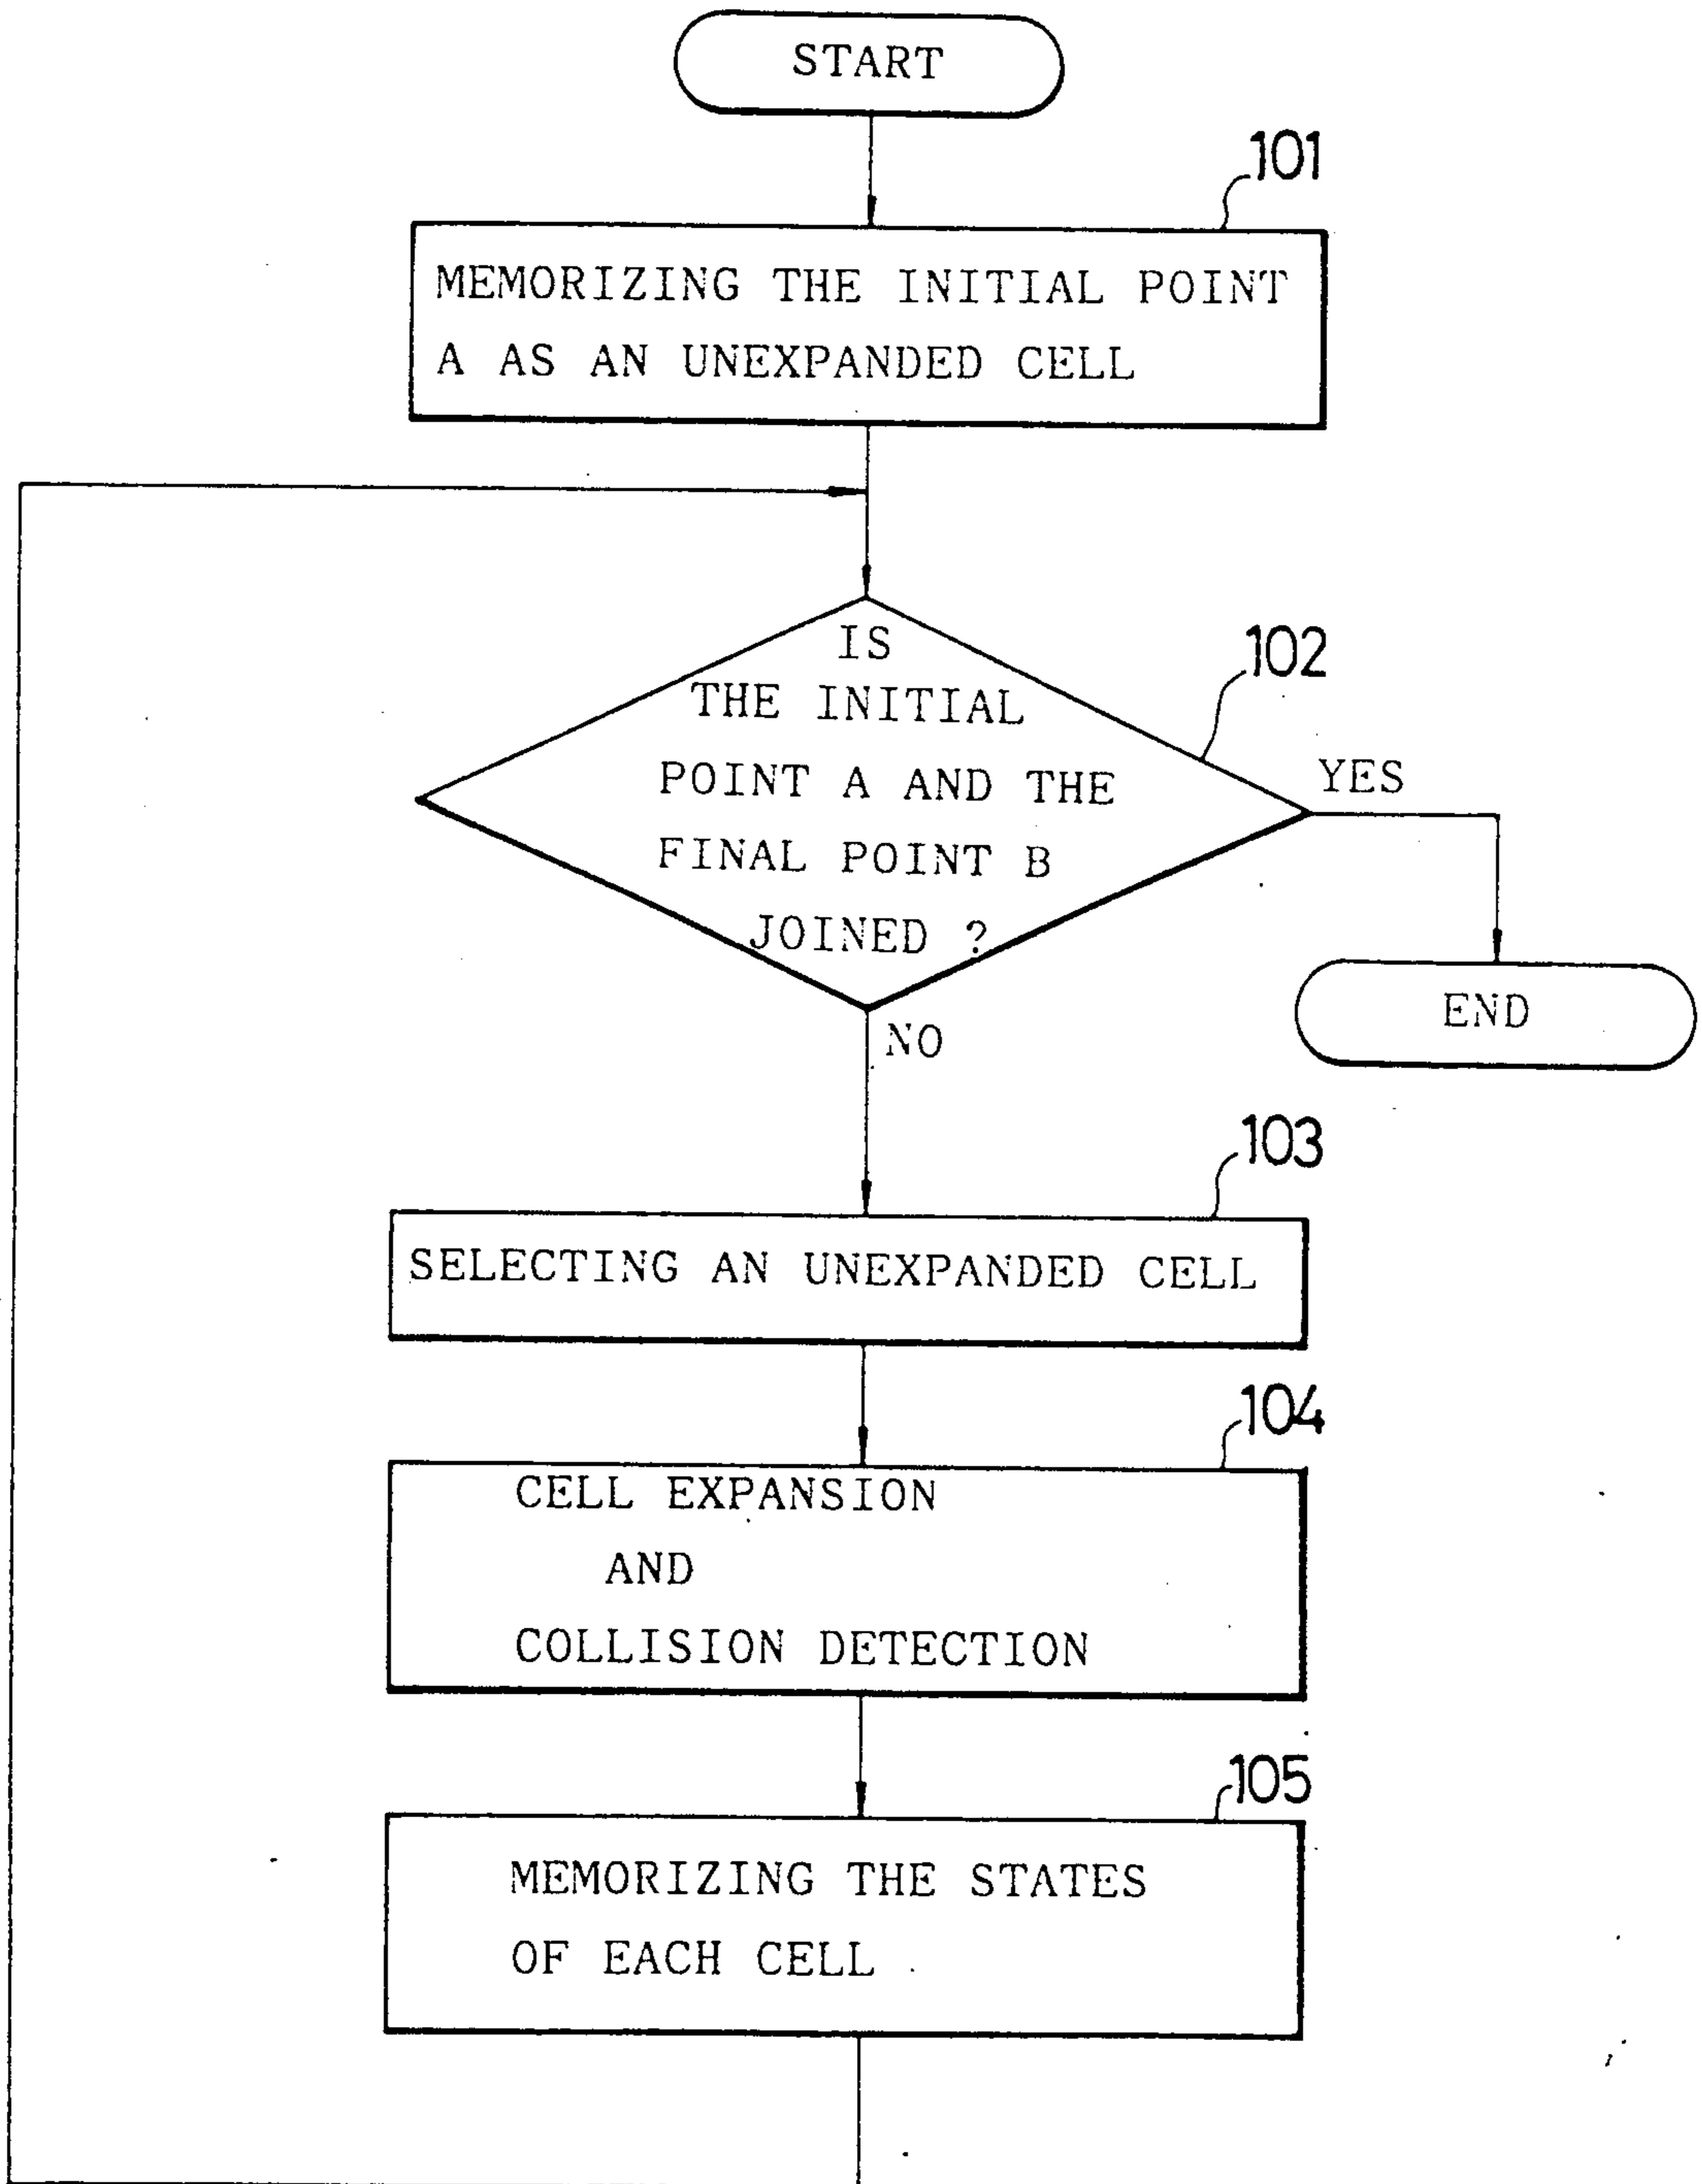 START
101
MEMORIZING THE INITIAL POINT
A AS AN UNEXPANDED CELL
IS
THE INITIAL
POINT A AND THE
FINAL POINT B
JOINED ?
102
YES
END
NO
103
SELECTING AN UNEXPANDED CELL
104
CELL EXPANSION
AND
COLLISION DETECTION
105
MEMORIZING THE STATES
OF EACH CELL